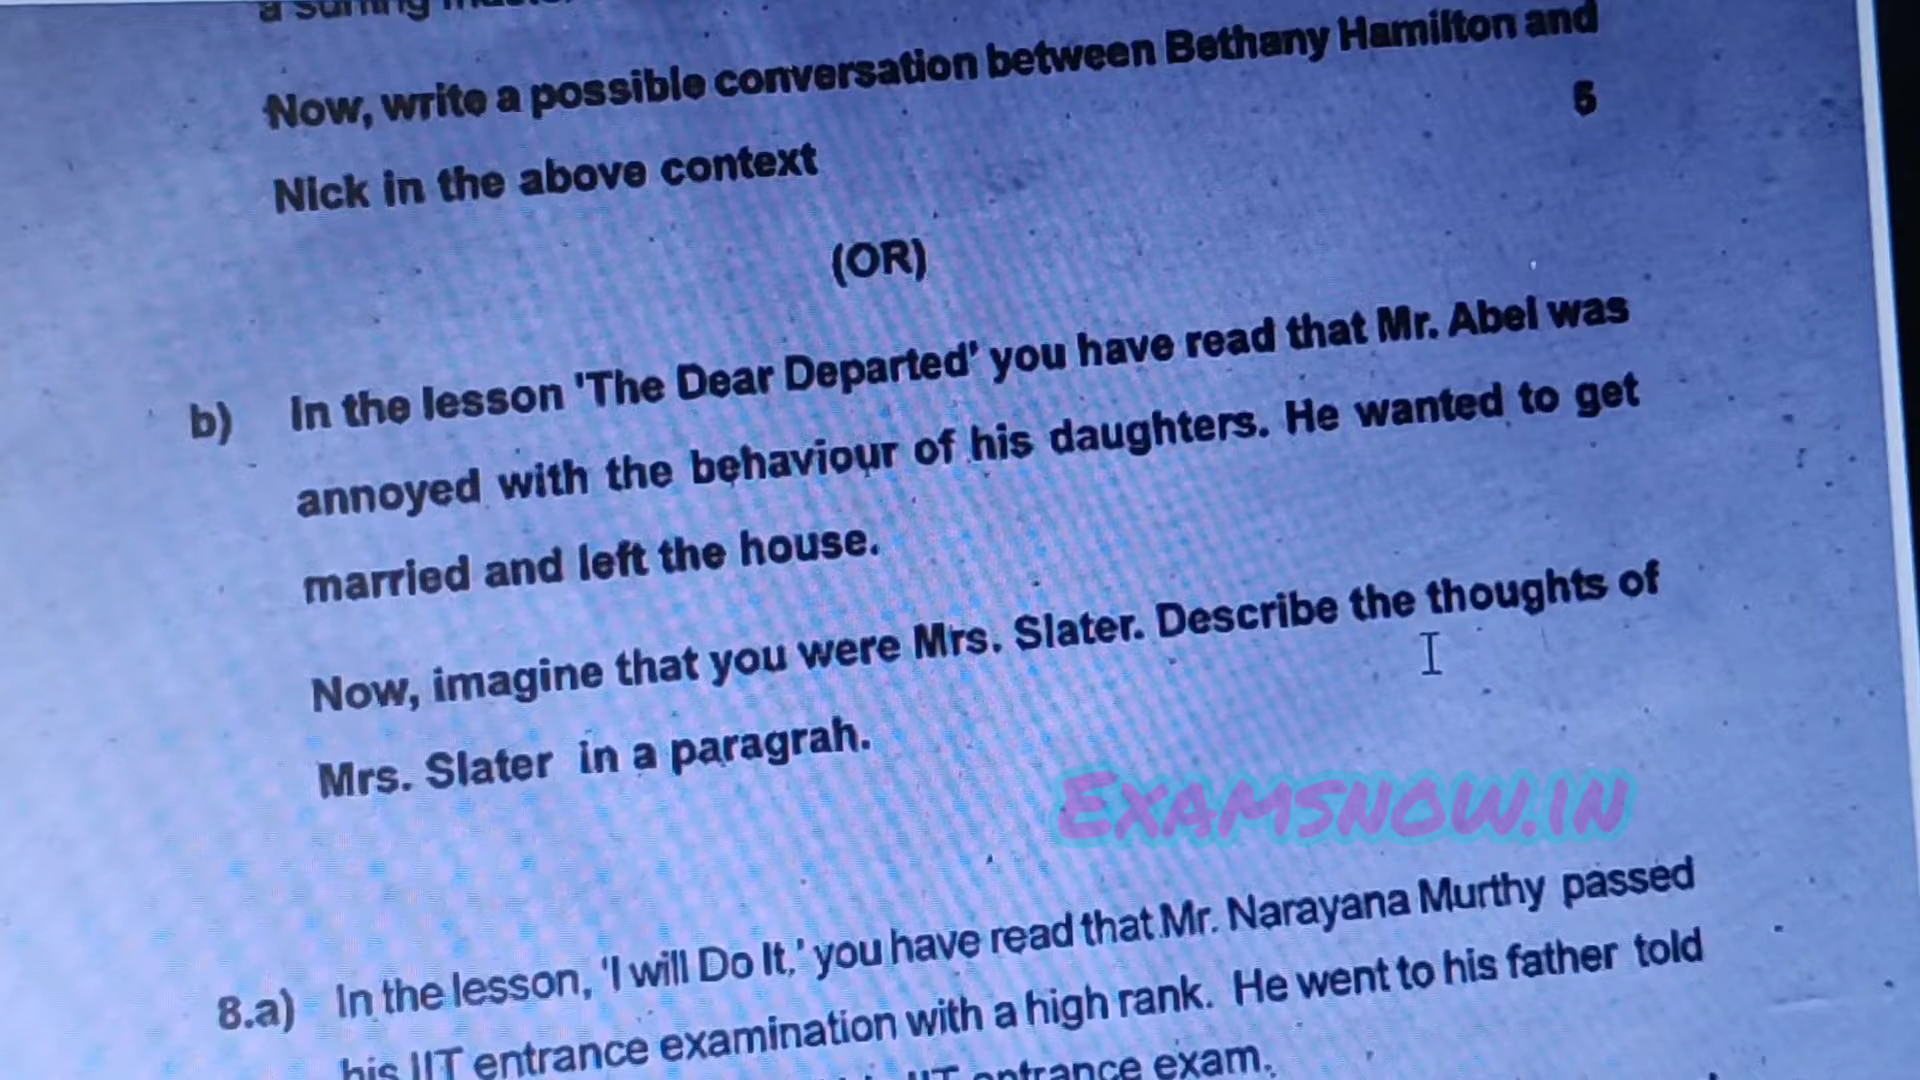 Now, write a possible conversation between Bethany Hamilton and
5
Nick in the above context
(OR)
b) In the lesson 'The Dear Departed' you have read that Mr. Abel was
annoyed with the behaviour of his daughters. He wanted to get
married and left the house.
Now, imagine that you were Mrs. Slater. Describe the thoughts of
Mrs. Slater in a paragrah.
EXAMSNOW.IN
8.a) In the lesson, 'I will Do It,' you have read that Mr. Narayana Murthy passed
his IIT entrance examination with a high rank. He went to his father told
IIT entrance exam.